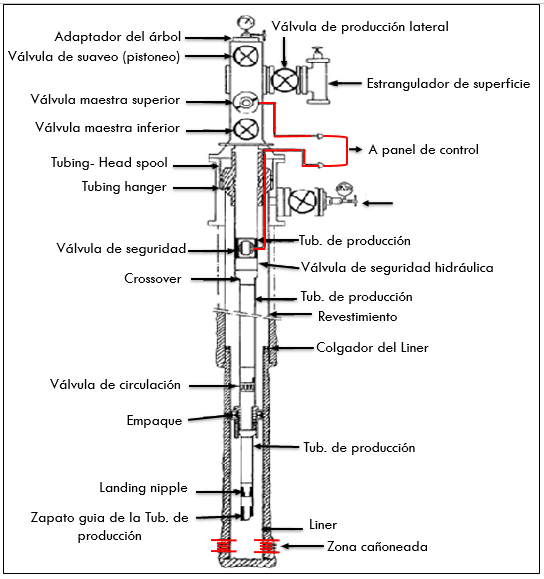 Adaptador del árbol
Válvula de suaveo (pistoneo)
Válvula maestra superior
Válvula maestra inferior
Tubing- Head spool
Tubing hanger
Válvula de seguridad
Crossover
Válvula de circulación
Empaque
Landing nipple
Zapato guia de la Tub. de
producción
Válvula de producción lateral
Estrangulador de superficie
A panel de control
Tub. de producción
Válvula de seguridad hidráulica
Tub. de producción
Revestimiento
Colgador del Liner
Tub. de producción
Liner
Zona cañoneada